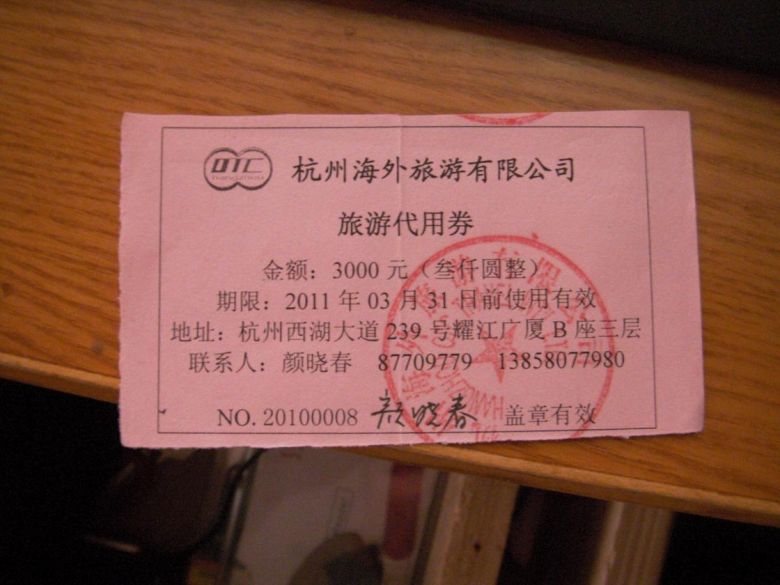 OTC 杭州海外旅游有限公司
旅游代用券
金额：3000 元（叁仟圆整）
期限：2011 年 03 月 31 日前使用有效
地址：杭州西湖大道 239 号耀江广厦 B 座三层
联系人：颜晓春 87709779 13858077980
NO. 20100008 颜晓春 盖章有效